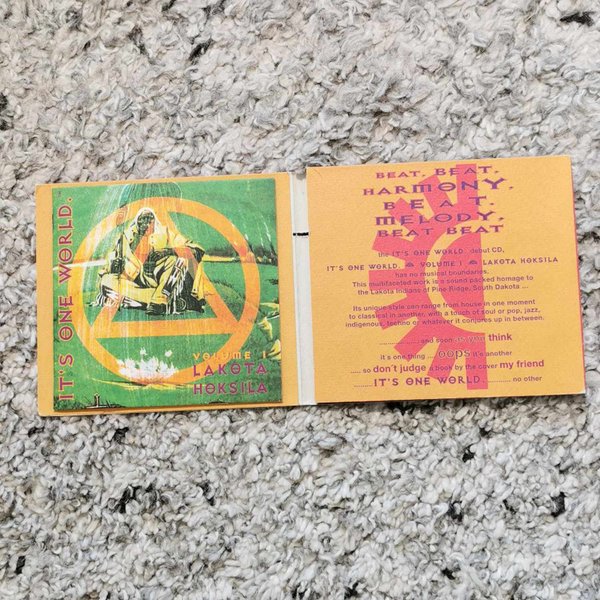 IT'S ONE WORLD.
VOLUME I
LAKOTA
HOKSILA
BEAT, BEAT,
HARMONY,
BEAT,
MELODY,
BEAT BEAT
the IT'S ONE WORLD. debut CD,
IT'S ONE WORLD. VOLUME I LAKOTA HOKSILA
has no musical boundaries.
This multifaceted work is a sound packed homage to
the Lakota Indians of Pine Ridge, South Dakota ...
Its unique style can range from house in one moment
to classical in another, with a touch of soul or pop, jazz,
indigenous, techno or whatever it conjures up in between.
................and soon as you think
it's one thing ... oops it's another
..... so don't judge a book by the cover my friend
.......... IT'S ONE WORLD. .......... no other